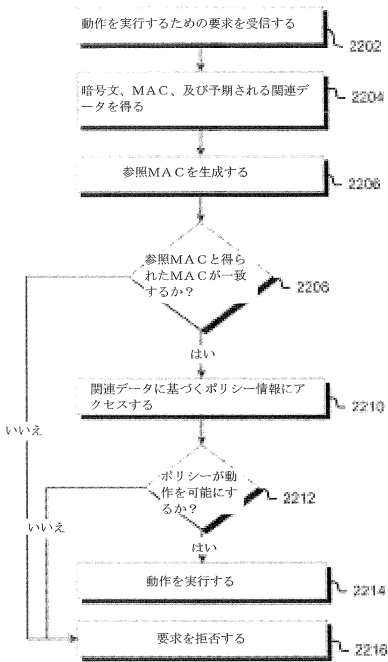 動作を実行するための要求を受信する
2202
暗号文、MAC、及び予期される関連デ
ータを得る
2204
参照MACを生成する
2206
参照MACと得ら
れたMACが一致
するか?
2208
はい
関連データに基づくポリシー情報にア
クセスする
2210
いいえ
ポリシーが動
作を可能にす
るか?
2212
いいえ
はい
動作を実行する
2214
要求を拒否する
2216